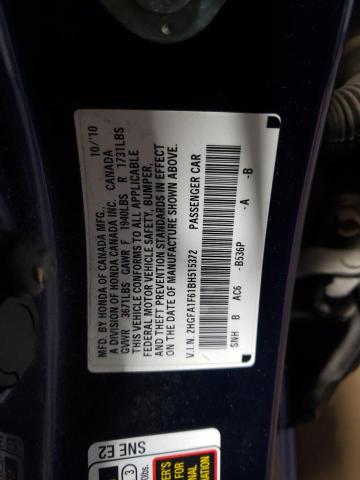 MFD. BY HONDA OF CANADA MFG. 10/'10
A DIVISION OF HONDA CANADA INC. CANADA
GVWR 3671LBS GAWR F 1940LBS R 1731LBS
THIS VEHICLE CONFORMS TO ALL APPLICABLE
FEDERAL MOTOR VEHICLE SAFETY, BUMPER,
AND THEFT PREVENTION STANDARDS IN EFFECT
ON THE DATE OF MANUFACTURE SHOWN ABOVE.
V.I.N. 2HGFA1F61BH515372 PASSENGER CAR
SNH B AC6 -B536P -A -B
SNE E2
3